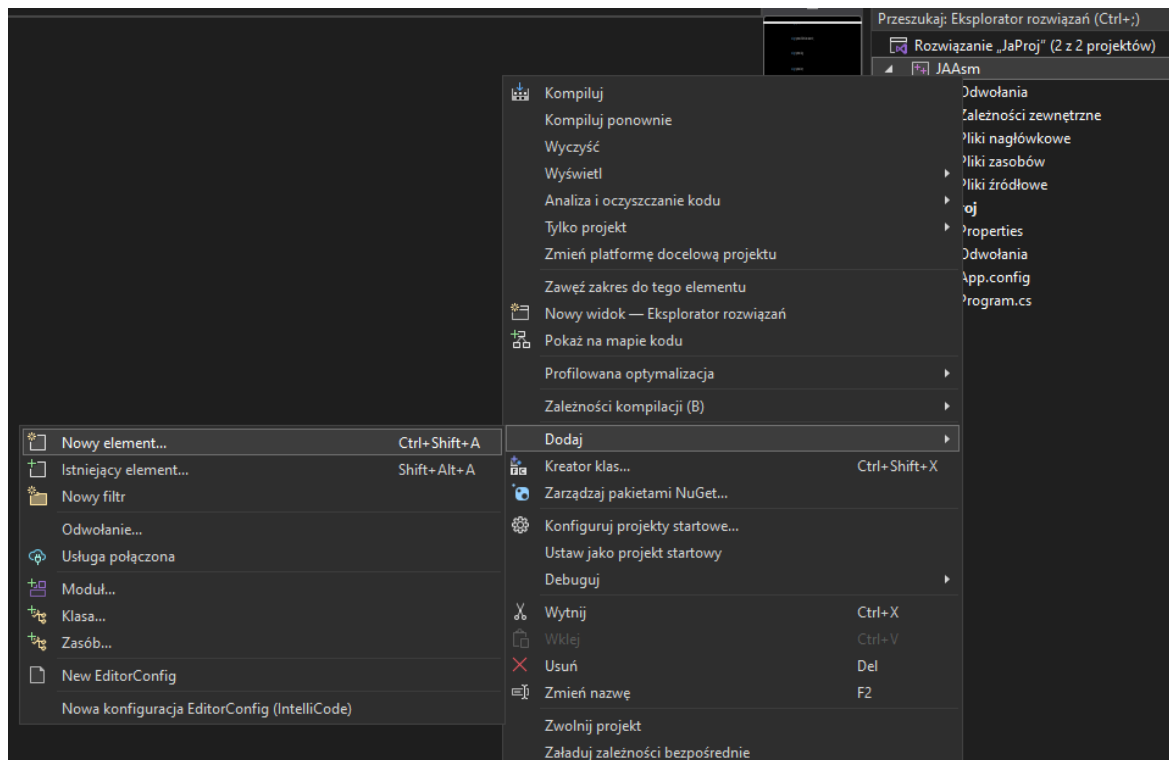 Przeszukaj: Eksplorator rozwiązań (Ctrl+;)
Rozwiązanie „JaProj" (2 z 2 projektów)
JAAsm
Odwołania
Zależności zewnętrzne
Pliki nagłówkowe
Pliki zasobów
Pliki źródłowe
oj
Properties
Odwołania
App.config
Program.cs
Kompiluj
Kompiluj ponownie
Wyczyść
Wyświetl
Analiza i oczyszczanie kodu
Tylko projekt
Zmień platformę docelową projektu
Zawęź zakres do tego elementu
Nowy widok — Eksplorator rozwiązań
Pokaż na mapie kodu
Profilowana optymalizacja
Zależności kompilacji (B)
Dodaj
Kreator klas... Ctrl+Shift+X
Zarządzaj pakietami NuGet...
Konfiguruj projekty startowe...
Ustaw jako projekt startowy
Debuguj
Wytnij Ctrl+X
Wklej Ctrl+V
Usuń Del
Zmień nazwę F2
Zwolnij projekt
Załaduj zależności bezpośrednie
Nowy element... Ctrl+Shift+A
Istniejący element... Shift+Alt+A
Nowy filtr
Odwołanie...
Usługa połączona
Moduł...
Klasa...
Zasób...
New EditorConfig
Nowa konfiguracja EditorConfig (IntelliCode)